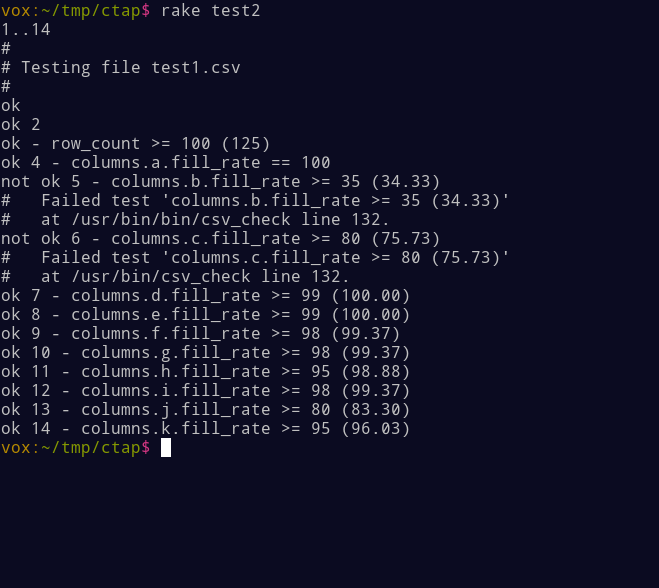 vox:~/tmp/ctap$ rake test2
1..14
#
# Testing file test1.csv
#
ok
ok 2
ok - row_count >= 100 (125)
ok 4 - columns.a.fill_rate == 100
not ok 5 - columns.b.fill_rate >= 35 (34.33)
#   Failed test 'columns.b.fill_rate >= 35 (34.33)'
#   at /usr/bin/bin/csv_check line 132.
not ok 6 - columns.c.fill_rate >= 80 (75.73)
#   Failed test 'columns.c.fill_rate >= 80 (75.73)'
#   at /usr/bin/csv_check line 132.
ok 7 - columns.d.fill_rate >= 99 (100.00)
ok 8 - columns.e.fill_rate >= 99 (100.00)
ok 9 - columns.f.fill_rate >= 98 (99.37)
ok 10 - columns.g.fill_rate >= 98 (99.37)
ok 11 - columns.h.fill_rate >= 95 (98.88)
ok 12 - columns.i.fill_rate >= 98 (99.37)
ok 13 - columns.j.fill_rate >= 80 (83.30)
ok 14 - columns.k.fill_rate >= 95 (96.03)
vox:~/tmp/ctap$